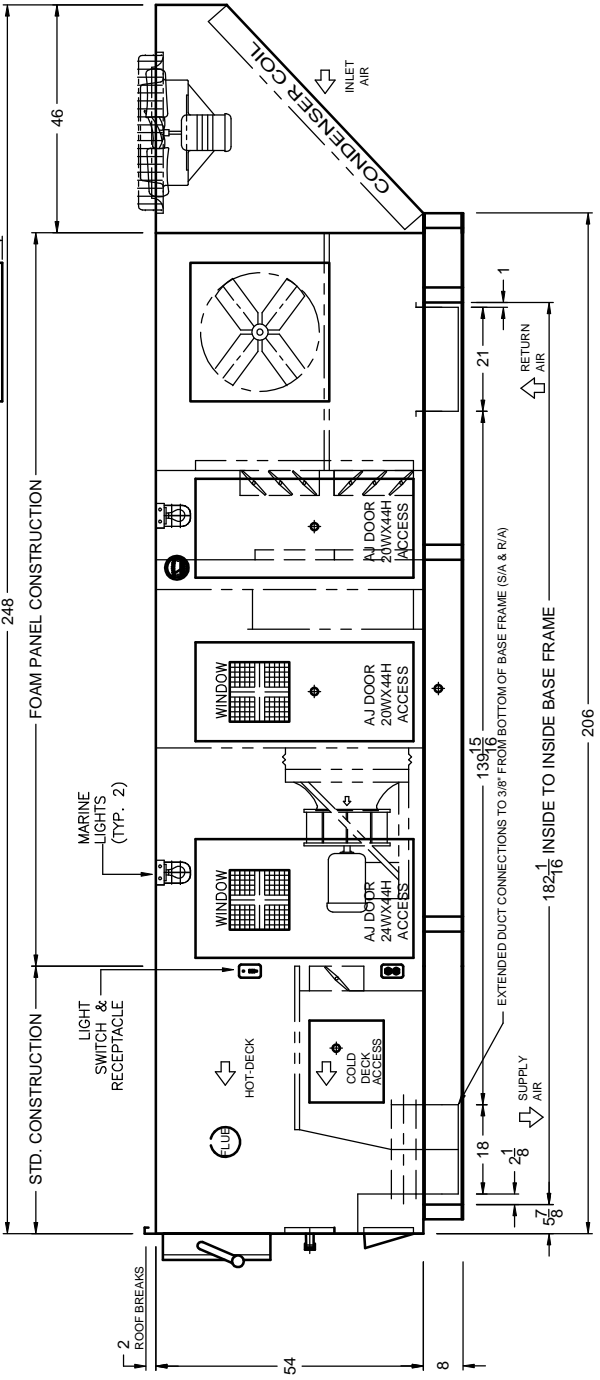 248
46
FOAM PANEL CONSTRUCTION
STD. CONSTRUCTION
MARINE
LIGHTS
(TYP. 2)
LIGHT
SWITCH &
RECEPTACLE
2
ROOF BREAKS
54
8
FLUE
HOT-DECK
COLD
DECK
ACCESS
WINDOW
AJ DOOR
24WX44H
ACCESS
WINDOW
AJ DOOR
20WX44H
ACCESS
AJ DOOR
20WX44H
ACCESS
CONDENSER COIL
INLET
AIR
5 7/8
2 1/8
18
SUPPLY
AIR
139 15/16
EXTENDED DUCT CONNECTIONS TO 3/8" FROM BOTTOM OF BASE FRAME (S/A & R/A)
182 1/16 INSIDE TO INSIDE BASE FRAME
21
1
RETURN
AIR
206